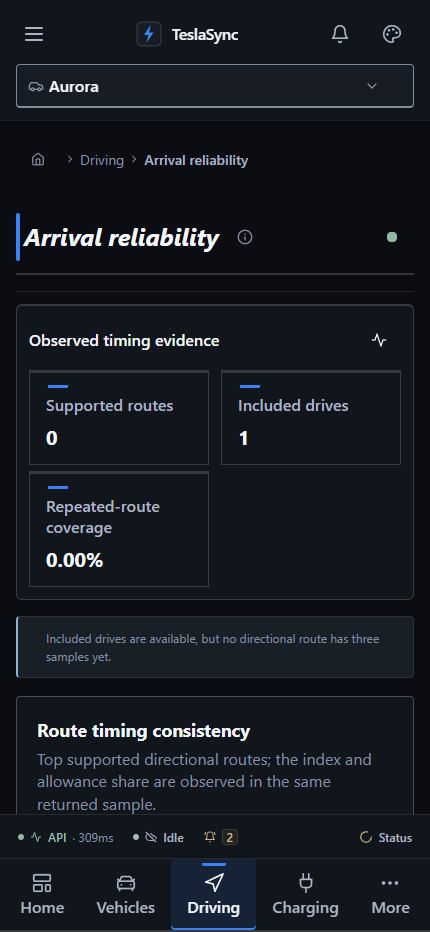 TeslaSync
Aurora
Driving
Arrival reliability
Arrival reliability
Observed timing evidence
Supported routes
0
Included drives
1
Repeated-route
coverage
0.00%
Included drives are available, but no directional route has three
samples yet.
Route timing consistency
Top supported directional routes; the index and
allowance share are observed in the same
returned sample.
API · 309ms
Idle
2
Status
Home
Vehicles
Driving
Charging
More